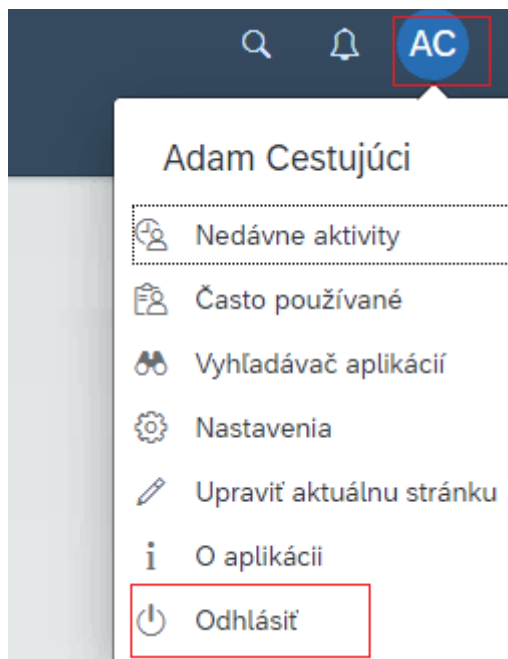 AC
Adam Cestujúci
Nedávne aktivity
Často používané
Vyhľadávač aplikácií
Nastavenia
Upraviť aktuálnu stránku
O aplikácii
Odhlásiť